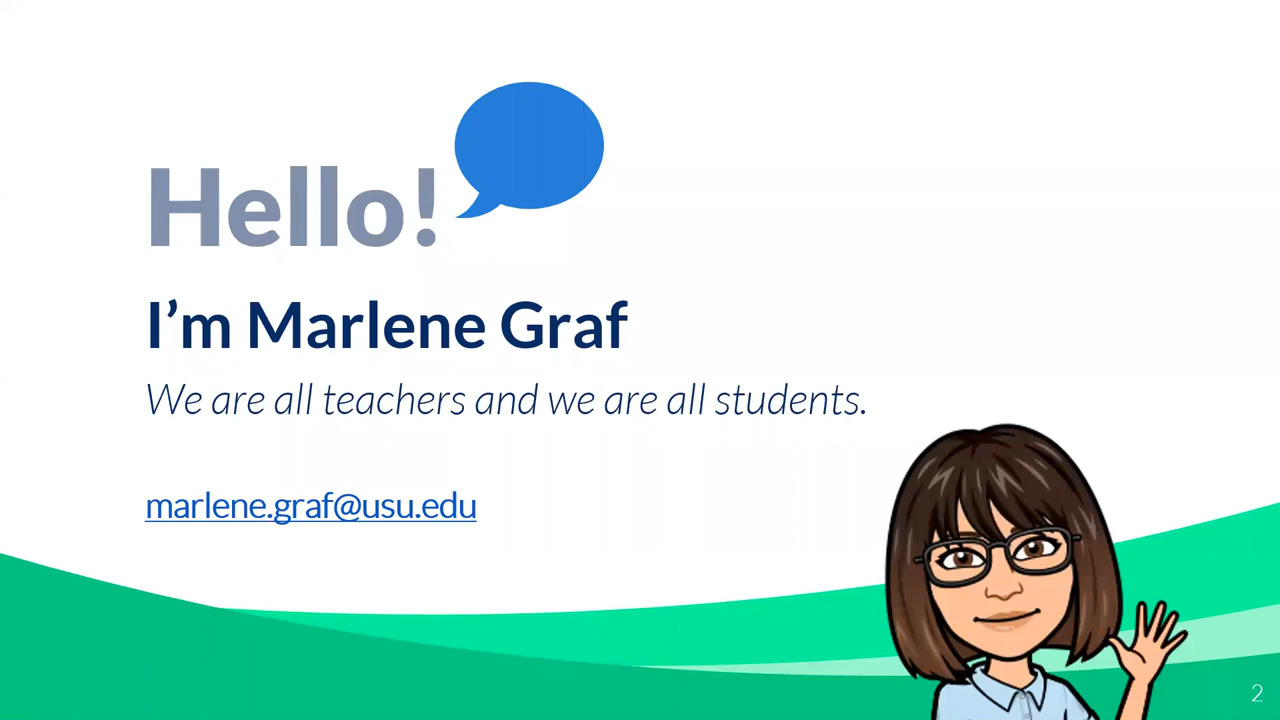 Hello!
I’m Marlene Graf
We are all teachers and we are all students.
marlene.graf@usu.edu
2